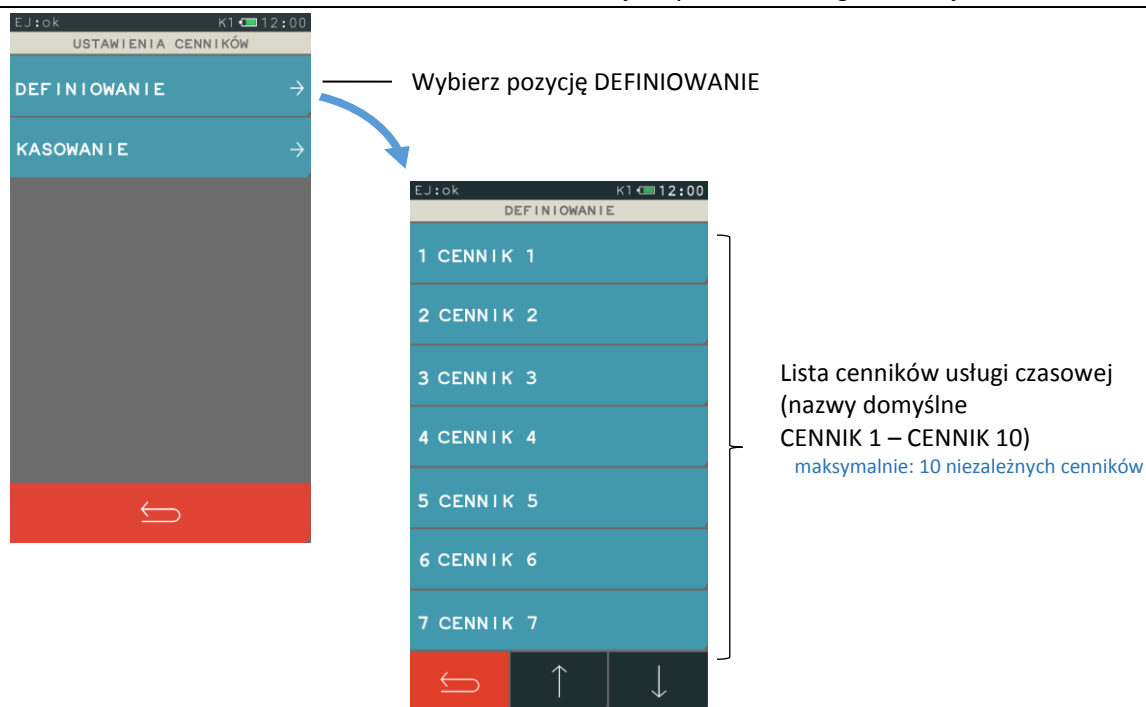 EJ:ok K1 12:00
USTAWIENIA CENNIKÓW
DEFINIOWANIE →
KASOWANIE →
Wybierz pozycję DEFINIOWANIE
EJ:ok K1 12:00
DEFINIOWANIE
1 CENNIK 1
2 CENNIK 2
3 CENNIK 3
4 CENNIK 4
5 CENNIK 5
6 CENNIK 6
7 CENNIK 7
Lista cenników usługi czasowej
(nazwy domyślne
CENNIK 1 – CENNIK 10)
maksymalnie: 10 niezależnych cenników